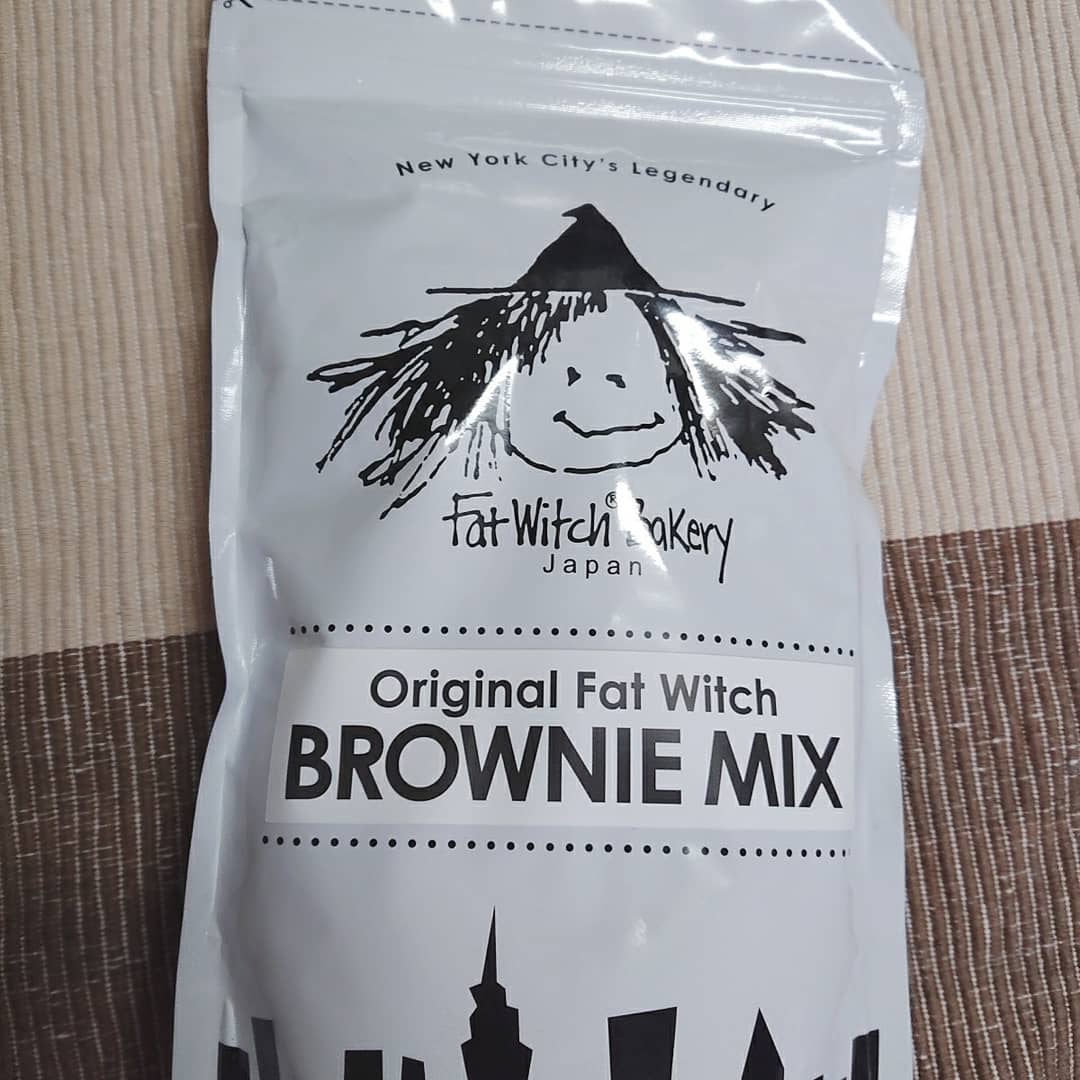 New York City's Legendary
Fat Witch® Bakery
Japan
Original Fat Witch
BROWNIE MIX